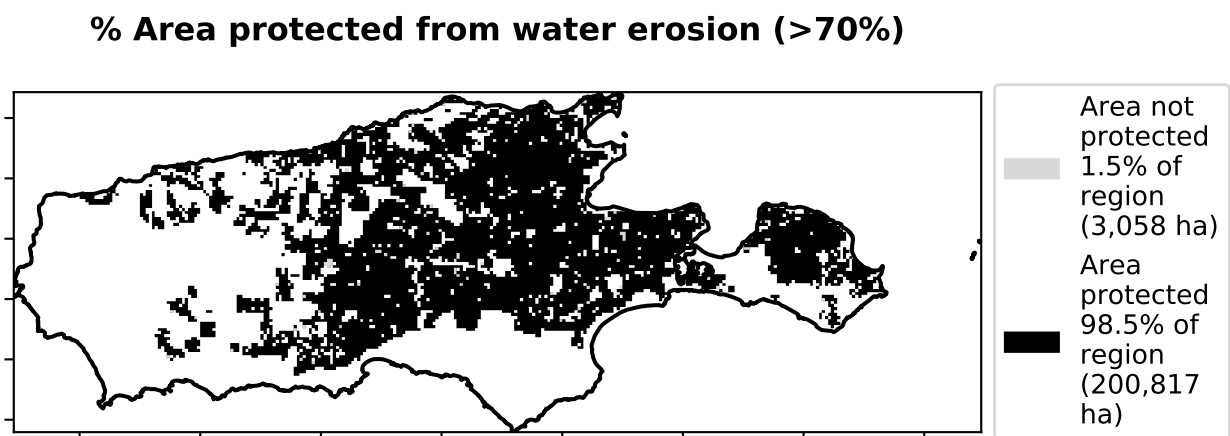 % Area protected from water erosion (>70%)
Area not
protected
1.5% of
region
(3,058 ha)
Area
protected
98.5% of
region
(200,817
ha)